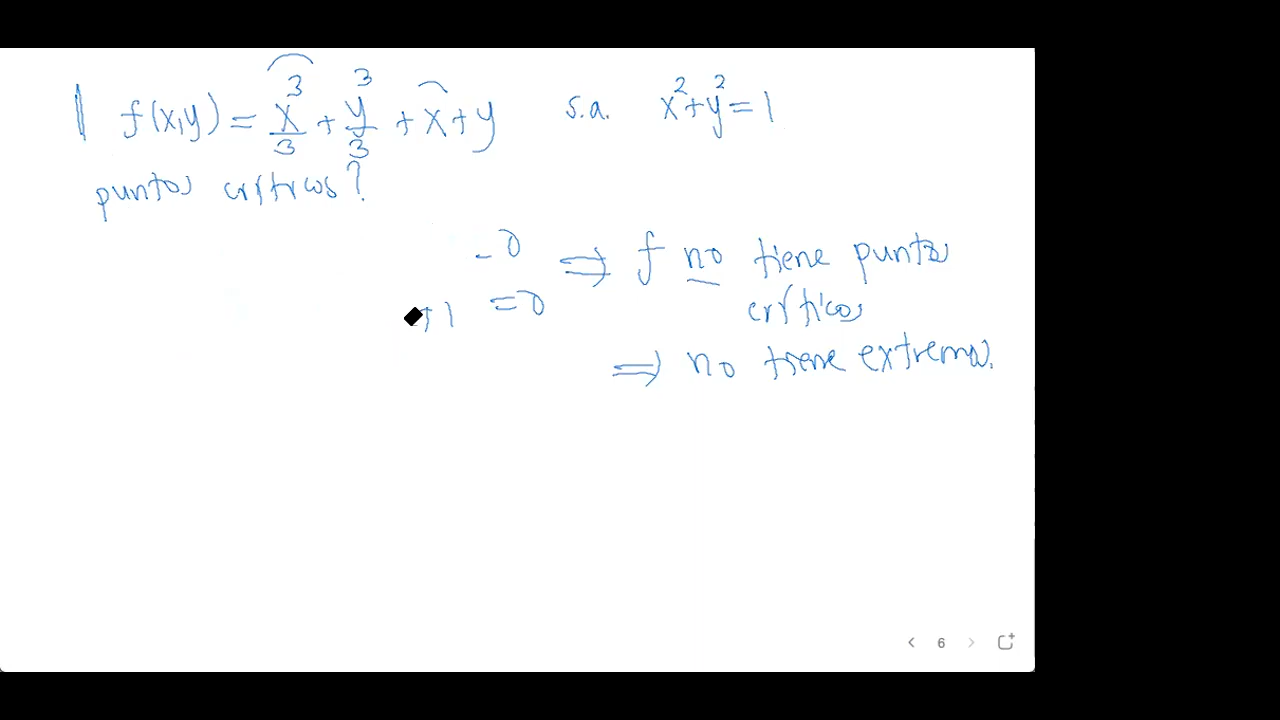 f(x,y) = x³/3 + y³/3 + x + y s.a. x² + y² = 1
puntos críticos?
= 0 ⇒ f no tiene puntos
+ 1 = 0 críticos
⇒ no tiene extremos.
6